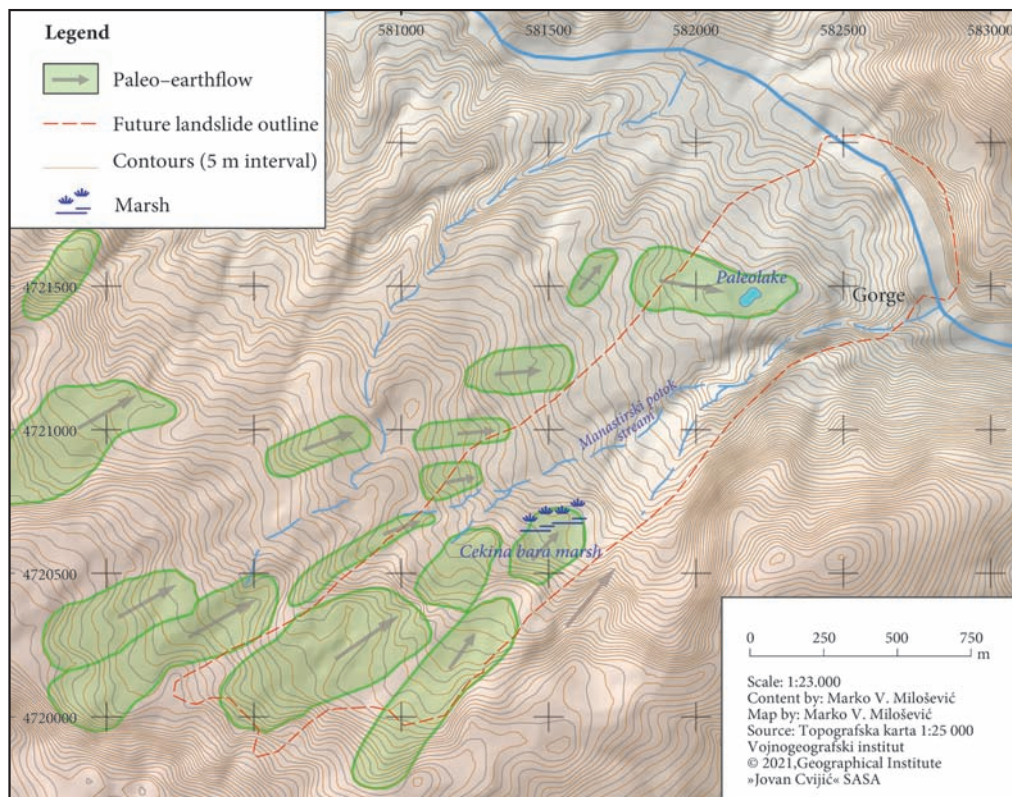 Legend
Paleo–earthflow
Future landslide outline
Contours (5 m interval)
Marsh
581000
581500
582000
582500
583000
4721500
4721000
4720500
4720000
Paleolake
Gorge
Manastirski potok
stream
Cekina bara marsh
0 250 500 750
m
Scale: 1:23.000
Content by: Marko V. Milošević
Map by: Marko V. Milošević
Source: Topografska karta 1:25 000
Vojnogeografski institut
© 2021,Geographical Institute
»Jovan Cvijić« SASA